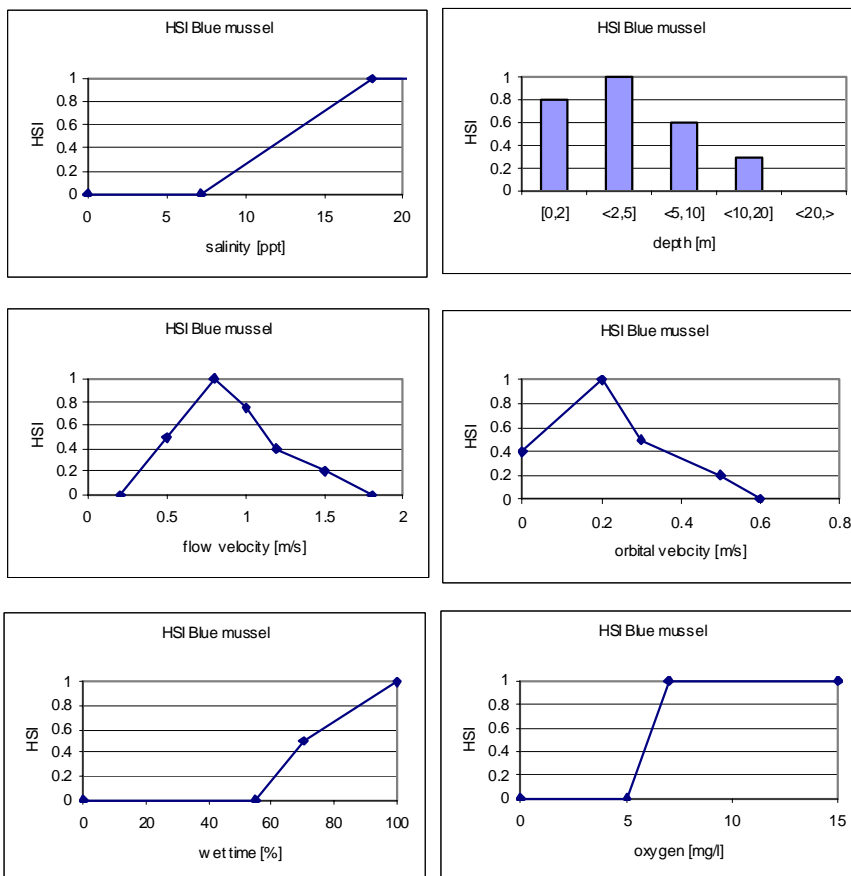 HSI Blue mussel
1
0.8
0.6
0.4
0.2
0
HSI
0 5 10 15 20
salinity [ppt]
HSI Blue mussel
1
0.8
0.6
0.4
0.2
0
HSI
[0,2] <2,5] <5,10] <10,20] <20,>
depth [m]
HSI Blue mussel
1
0.8
0.6
0.4
0.2
0
HSI
0 0.5 1 1.5 2
flow velocity [m/s]
HSI Blue mussel
1
0.8
0.6
0.4
0.2
0
HSI
0 0.2 0.4 0.6 0.8
orbital velocity [m/s]
HSI Blue mussel
1
0.8
0.6
0.4
0.2
0
HSI
0 20 40 60 80 100
wet time [%]
HSI Blue mussel
1
0.8
0.6
0.4
0.2
0
HSI
0 5 10 15
oxygen [mg/l]